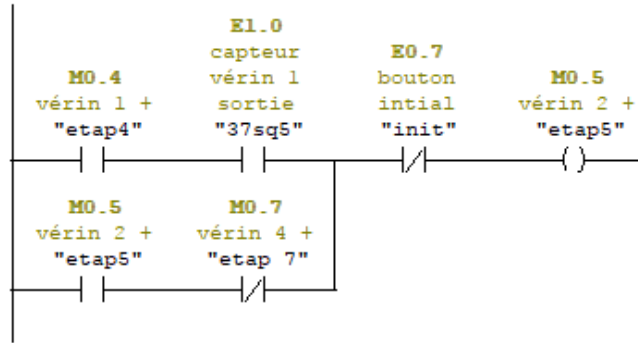 E1.0
capteur
M0.4
vérin 1
E0.7
bouton
M0.5
vérin 1 +
sortie
intial
vérin 2 +
"etap4"
"37sq5"
"init"
"etap5"
M0.5
M0.7
vérin 2 +
vérin 4 +
"etap5"
"etap 7"